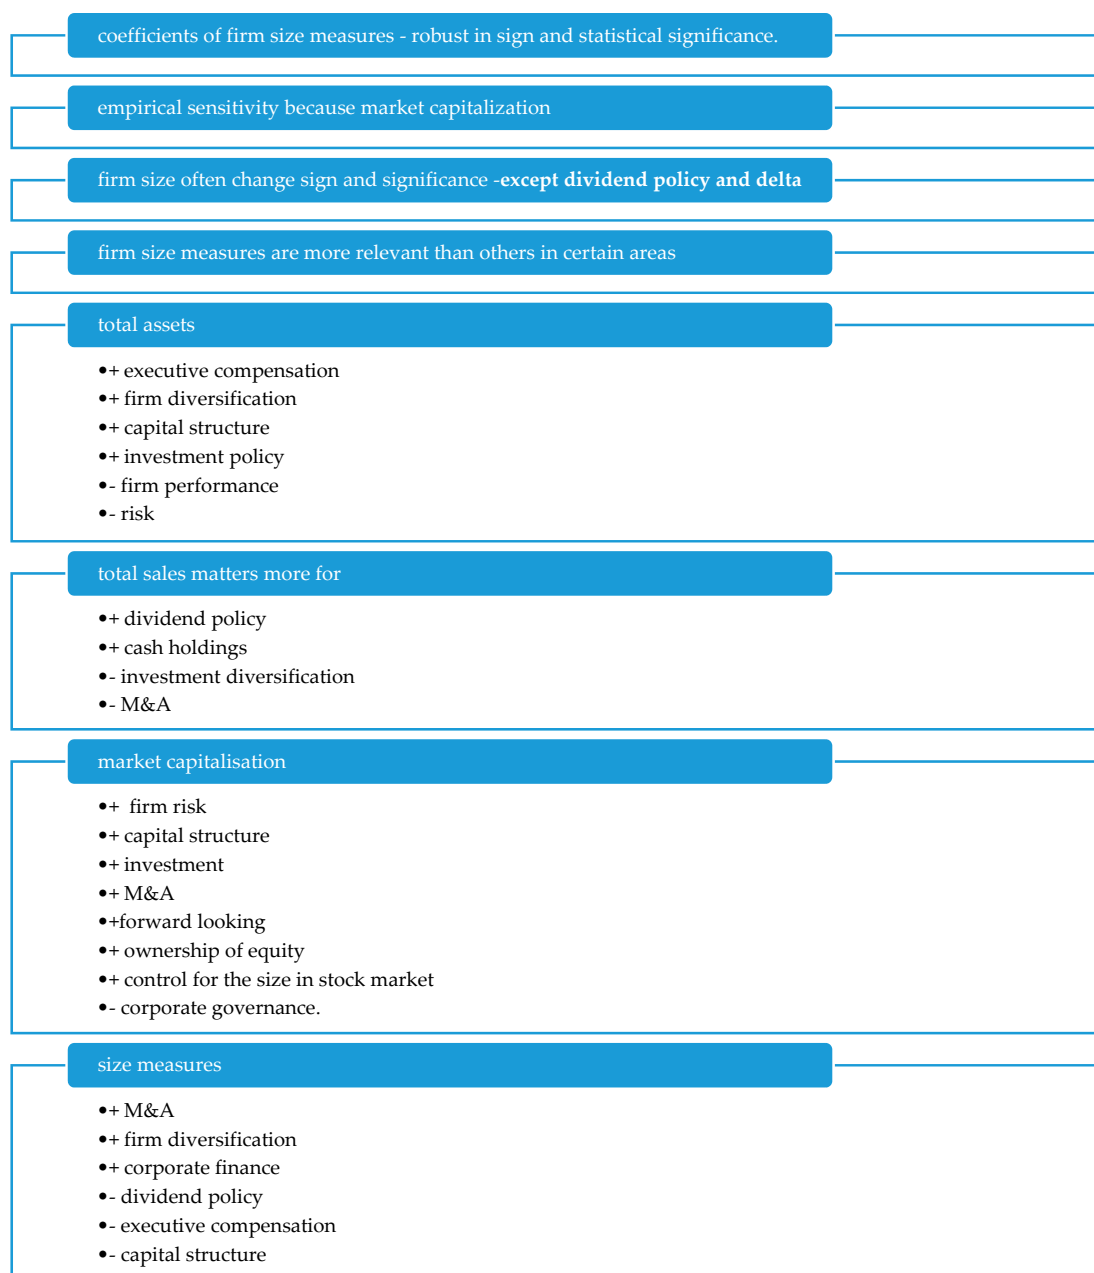 coefficients of firm size measures - robust in sign and statistical significance.
empirical sensitivity because market capitalization
firm size often change sign and significance -except dividend policy and delta
firm size measures are more relevant than others in certain areas
total assets
•+ executive compensation
•+ firm diversification
•+ capital structure
•+ investment policy
•- firm performance
•- risk
total sales matters more for
•+ dividend policy
•+ cash holdings
•- investment diversification
•- M&A
market capitalisation
•+  firm risk
•+ capital structure
•+ investment
•+ M&A
•+forward looking
•+ ownership of equity
•+ control for the size in stock market
•- corporate governance.
size measures
•+ M&A
•+ firm diversification
•+ corporate finance
•- dividend policy
•- executive compensation
•- capital structure